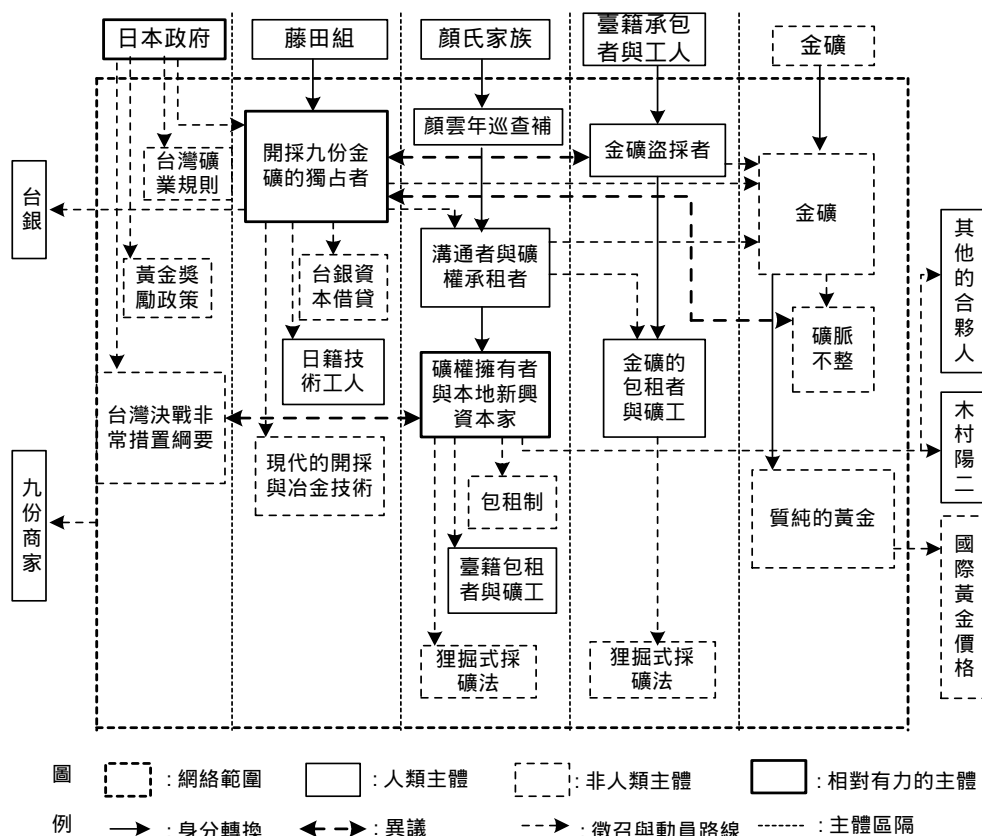 日本政府
藤田組
顏氏家族
臺籍承包
者與工人
金礦
顏雲年巡查補
開採九份金
礦的獨占者
金礦盜採者
台灣礦
業規則
金礦
台銀
溝通者與礦
權承租者
其他的合夥人
黃金獎
勵政策
台銀資
本借貸
礦脈
不整
日籍技
術工人
礦權擁有者
與本地新興
資本家
金礦的
包租者
與礦工
台灣決戰非
常措置綱要
木村陽二
現代的開採
與冶金技術
包租制
質純的黃金
九份商家
臺籍包租
者與礦工
國際黃金價格
狸掘式採
礦法
狸掘式採
礦法
圖例
:網絡範圍
:人類主體
:非人類主體
:相對有力的主體
:身分轉換
:異議
:徵召與動員路線
:主體區隔